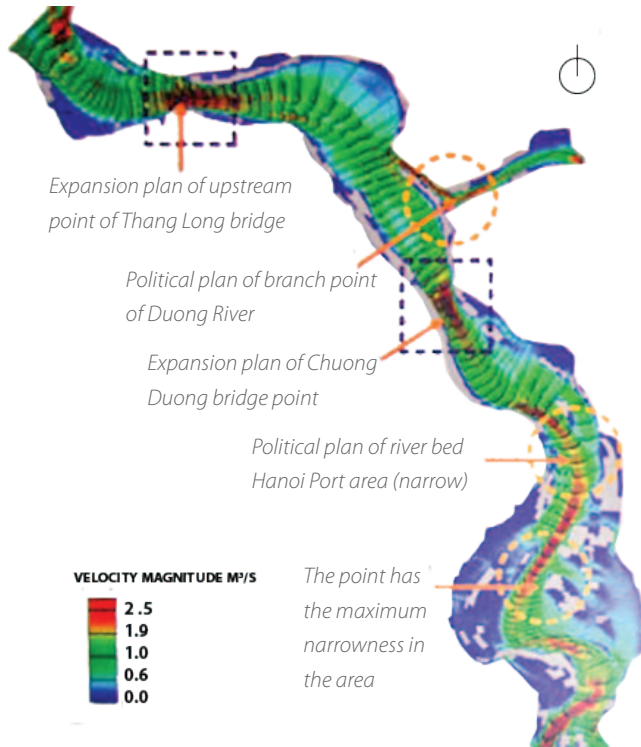 Expansion plan of upstream
point of Thang Long bridge
Political plan of branch point
of Duong River
Expansion plan of Chuong
Duong bridge point
Political plan of river bed
Hanoi Port area (narrow)
The point has
the maximum
narrowness in
the area
VELOCITY MAGNITUDE M³/S
2.5
1.9
1.0
0.6
0.0